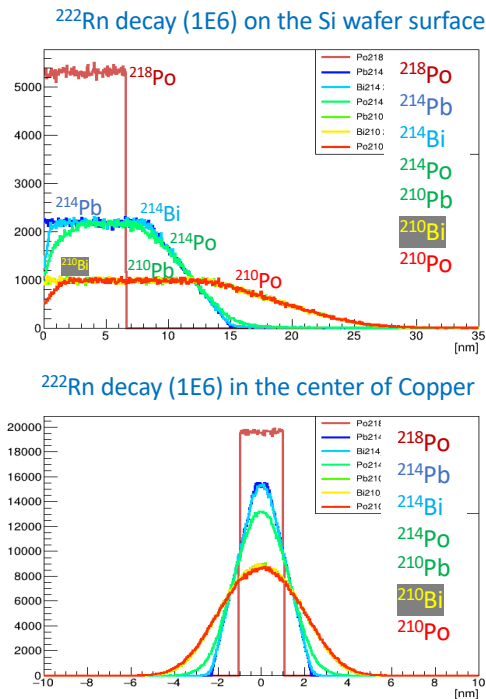 ²²²Rn decay (1E6) on the Si wafer surface
5000
4000
3000
2000
1000
0
0 5 10 15 20 25 30 35
[nm]
²¹⁸Po
²¹⁴Pb
²¹⁴Bi
²¹⁴Po
²¹⁰Bi
²¹⁰Pb
²¹⁰Po
Po218
Pb214
Bi214 2
Po214
Pb210
Bi210 2
Po210
²¹⁸Po
²¹⁴Pb
²¹⁴Bi
²¹⁴Po
²¹⁰Pb
²¹⁰Bi
²¹⁰Po
²²²Rn decay (1E6) in the center of Copper
20000
18000
16000
14000
12000
10000
8000
6000
4000
2000
0
−10 −8 −6 −4 −2 0 2 4 6 8 10
[nm]
Po218
Pb214
Bi214
Po214
Pb210
Bi210
Po210
²¹⁸Po
²¹⁴Pb
²¹⁴Bi
²¹⁴Po
²¹⁰Pb
²¹⁰Bi
²¹⁰Po